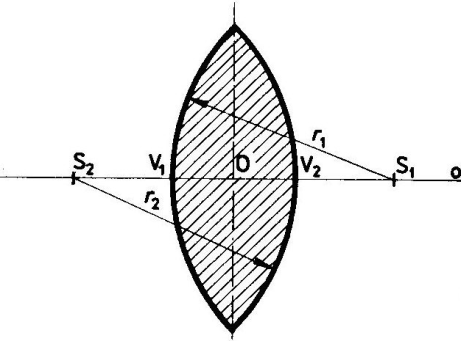 r₁
S₂ V₁ O V₂ S₁ o
r₂